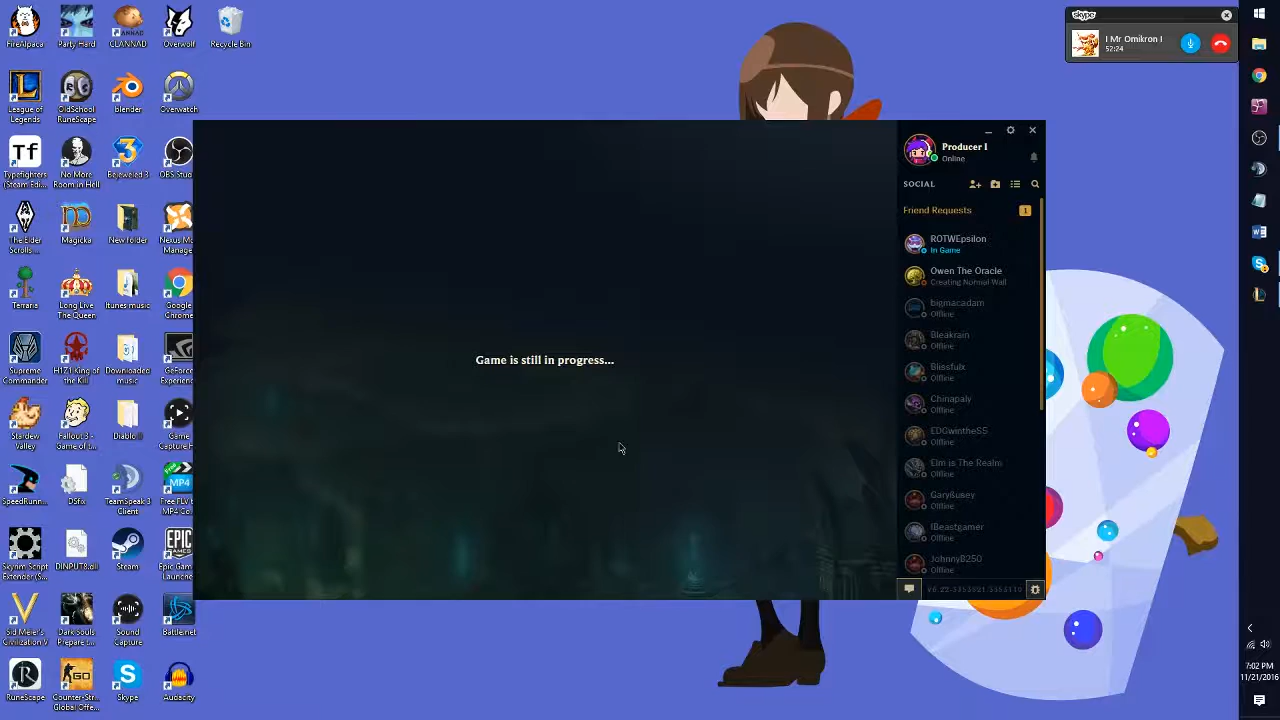 FireAlpaca
Party Hard
CLANNAD
Overwolf
Recycle Bin
League of
Legends
OldSchool
RuneScape
blender
Overwatch
Typefighters
(Steam Edi...
No More
Room in Hell
Bejeweled 3
OBS Studio
The Elder
Scrolls...
Magicka
New folder
Nexus Mod
Manager
Terraria
Long Live
The Queen
Itunes music
Google
Chrome
Supreme
Commander
H1Z1 King of
the Kill
Downloaded
music
GeForce
Experience
Stardew
Valley
Fallout 3 -
Game of t...
Diablo II
Game
Capture H...
SpeedRunn...
DSfix
TeamSpeak 3
Client
Free FLV t
MP4 Co...
Skyrim Script
Extender (S...
DINPUT8.dll
Steam
Epic Games
Launcher
Sid Meier's
Civilization V
Dark Souls
Prepare t...
Sound
Capture
Battle.net
RuneScape
Counter-Str...
Global Offe...
Skype
Audacity
Game is still in progress...
Producer I
Online
SOCIAL
Friend Requests
1
ROTWEpsilon
In Game
Owen The Oracle
Creating Normal
bigmacadam
Offline
Bleakrain
Offline
Blissfulx
Offline
Chinapaly
Offline
EDGwintheS5
Offline
Elm is The Realm
Offline
GaryBusey
Offline
IBeastgamer
Offline
JohnnyB250
Offline
skype
I Mr Omikron I
52:24
7:02 PM
11/21/2016